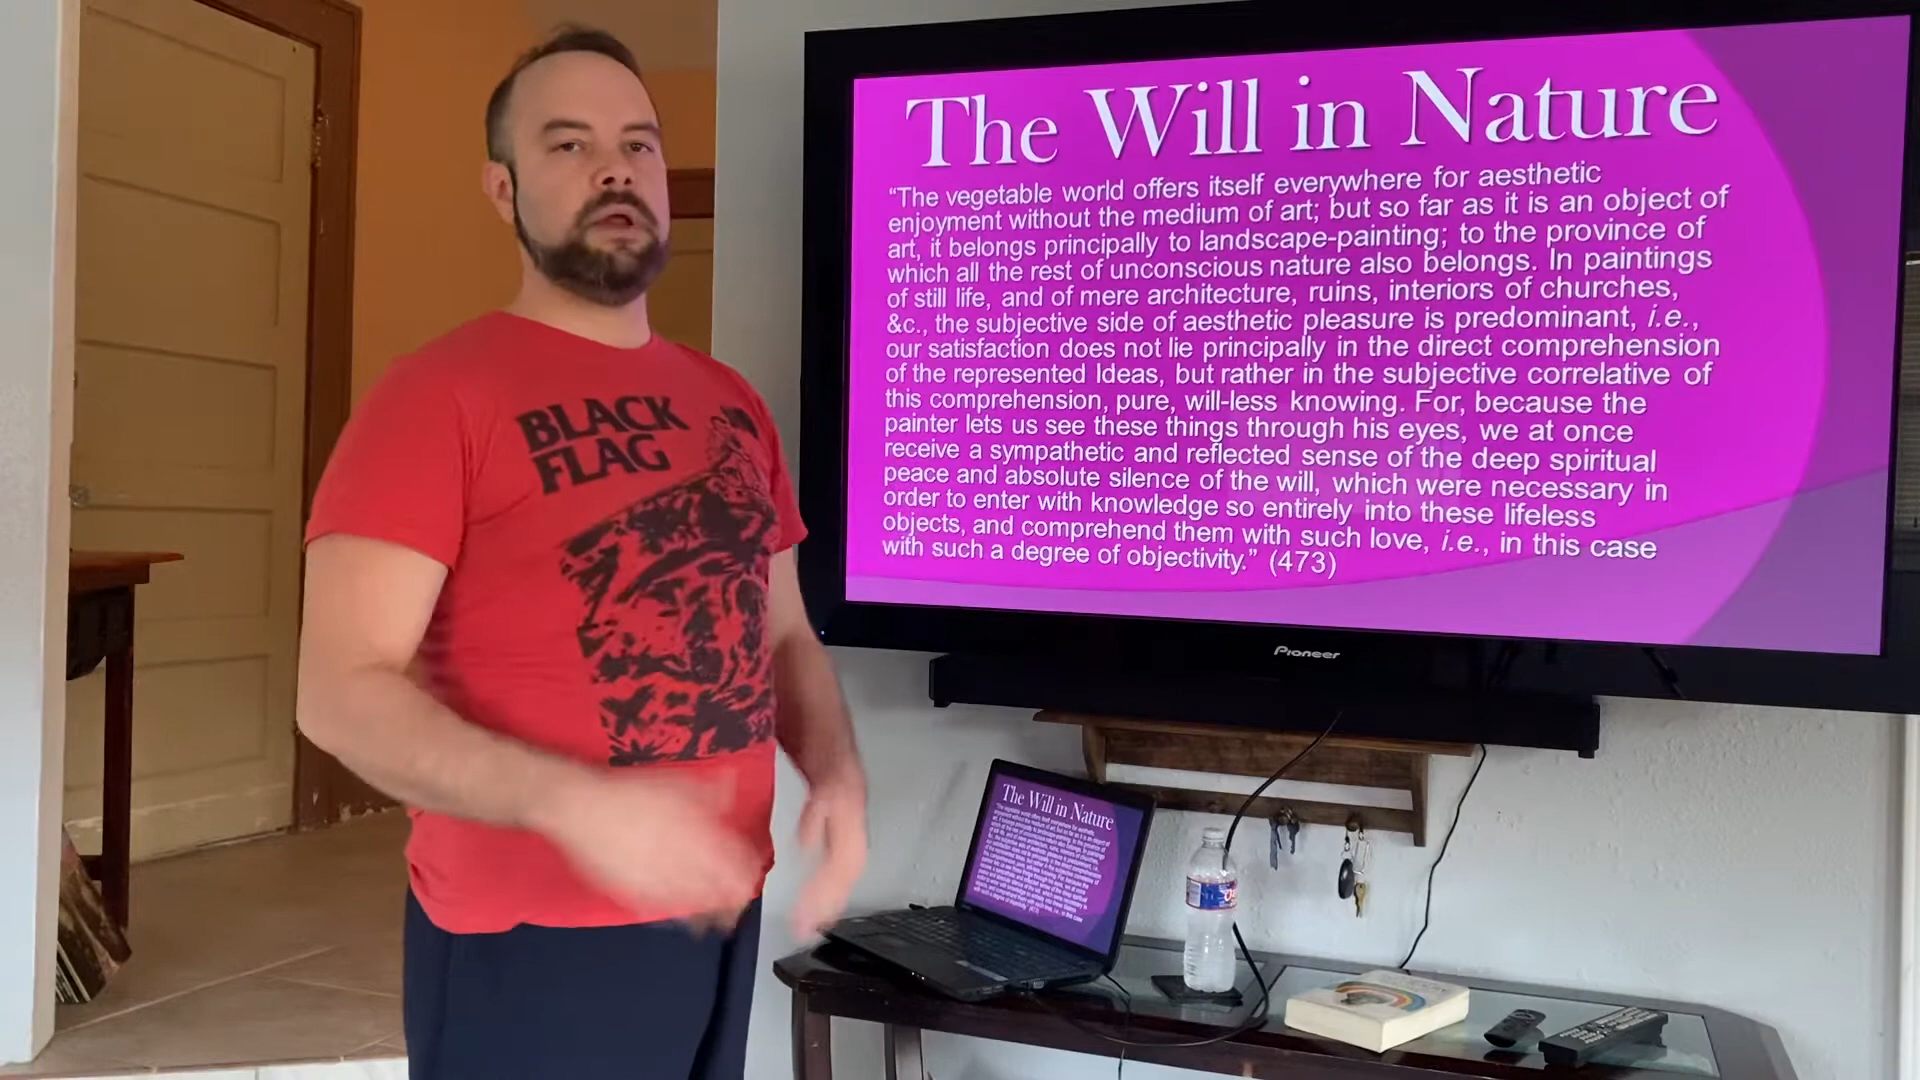 The Will in Nature
“The vegetable world offers itself everywhere for aesthetic
enjoyment without the medium of art; but so far as it is an object of
art, it belongs principally to landscape-painting; to the province of
which all the rest of unconscious nature also belongs. In paintings
of still life, and of mere architecture, ruins, interiors of churches,
&c., the subjective side of aesthetic pleasure is predominant, i.e.,
our satisfaction does not lie principally in the direct comprehension
of the represented Ideas, but rather in the subjective correlative of
this comprehension, pure, will-less knowing. For, because the
painter lets us see these things through his eyes, we at once
receive a sympathetic and reflected sense of the deep spiritual
peace and absolute silence of the will, which were necessary in
order to enter with knowledge so entirely into these lifeless
objects, and comprehend them with such love, i.e., in this case
with such a degree of objectivity.” (473)
Pioneer
BLACK
FLAG
The Will in Nature